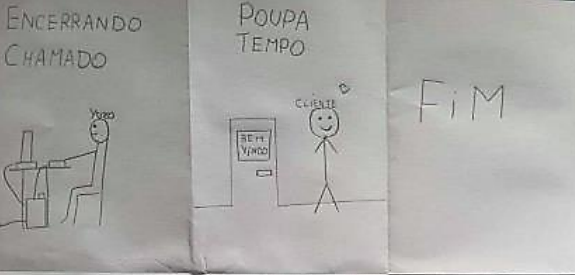 ENCERRANDO
CHAMADO
POUPA
TEMPO
CLIENTE
BEM
VINDO
FiM